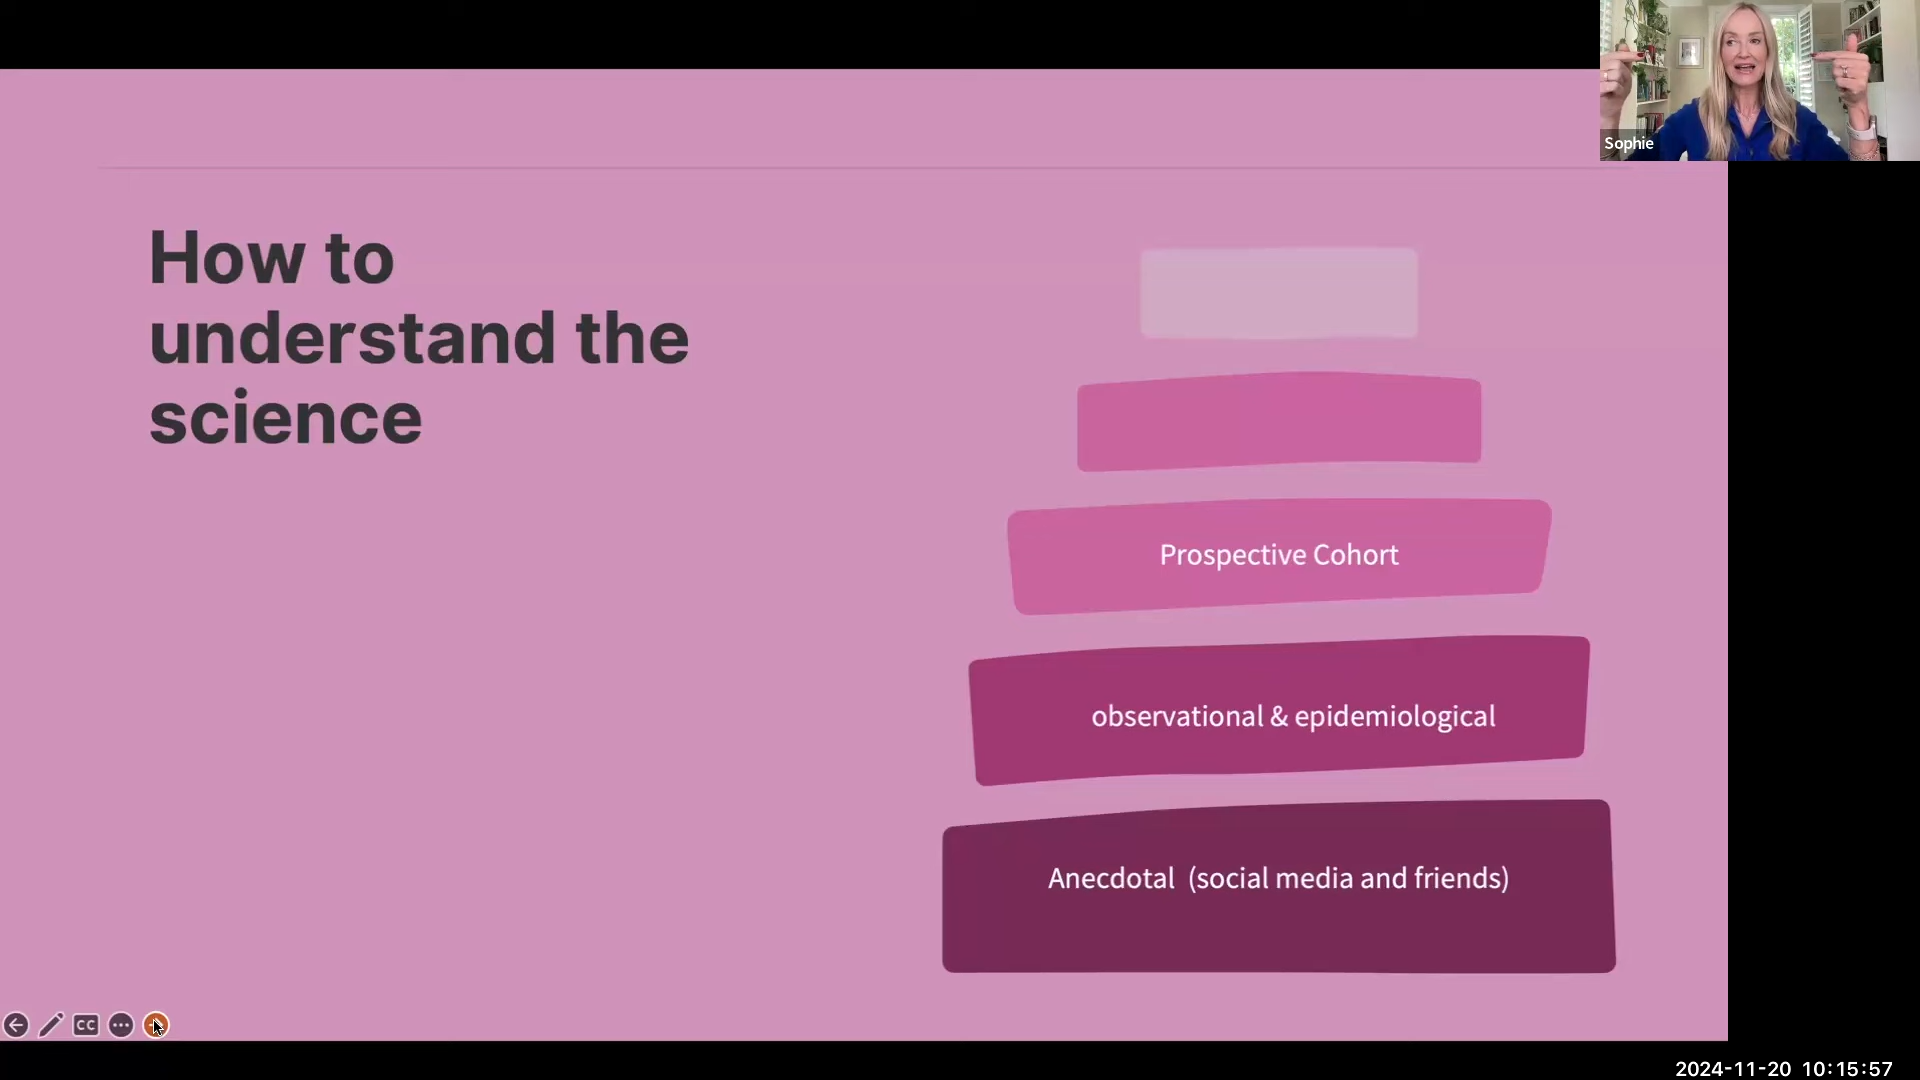 Sophie
How to
understand the
science
Prospective Cohort
observational & epidemiological
Anecdotal (social media and friends)
CC
2024-11-20 10:15:57